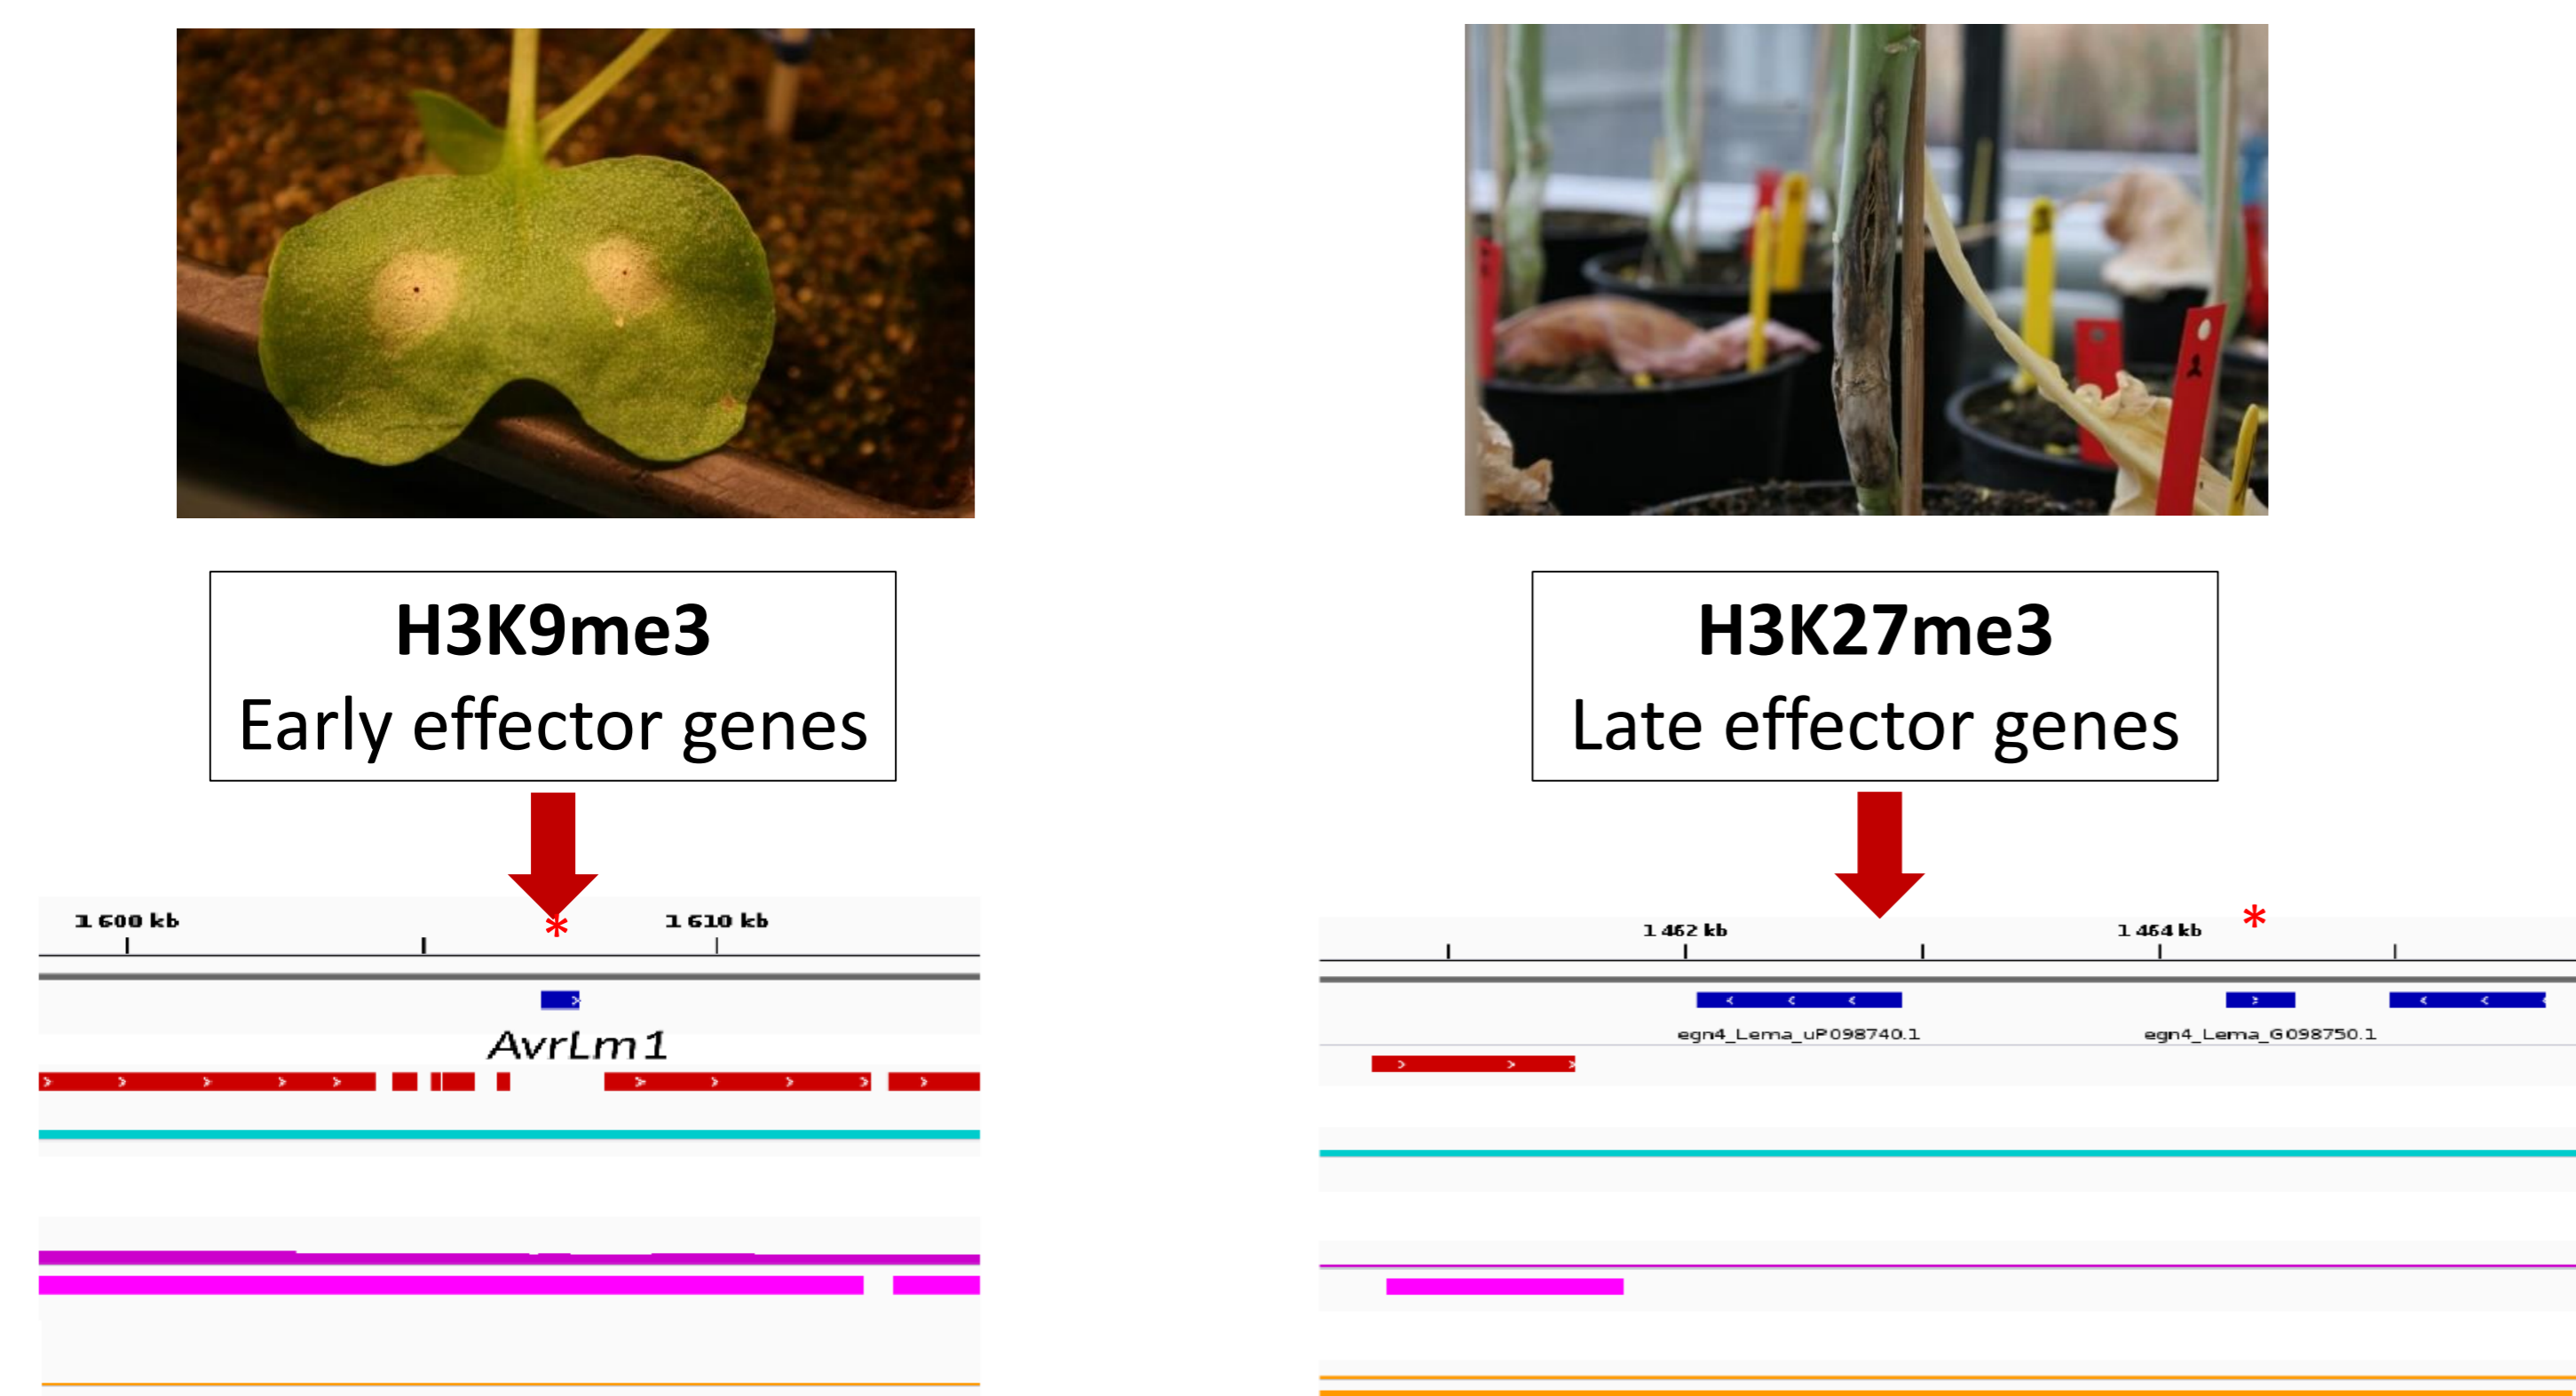 H3K9me3
Early effector genes
H3K27me3
Late effector genes
1 600 kb
*
1 610 kb
AvrLm1
1 462 kb
1 464 kb
*
egn4_Lema_uP098740.1
egn4_Lema_G098750.1